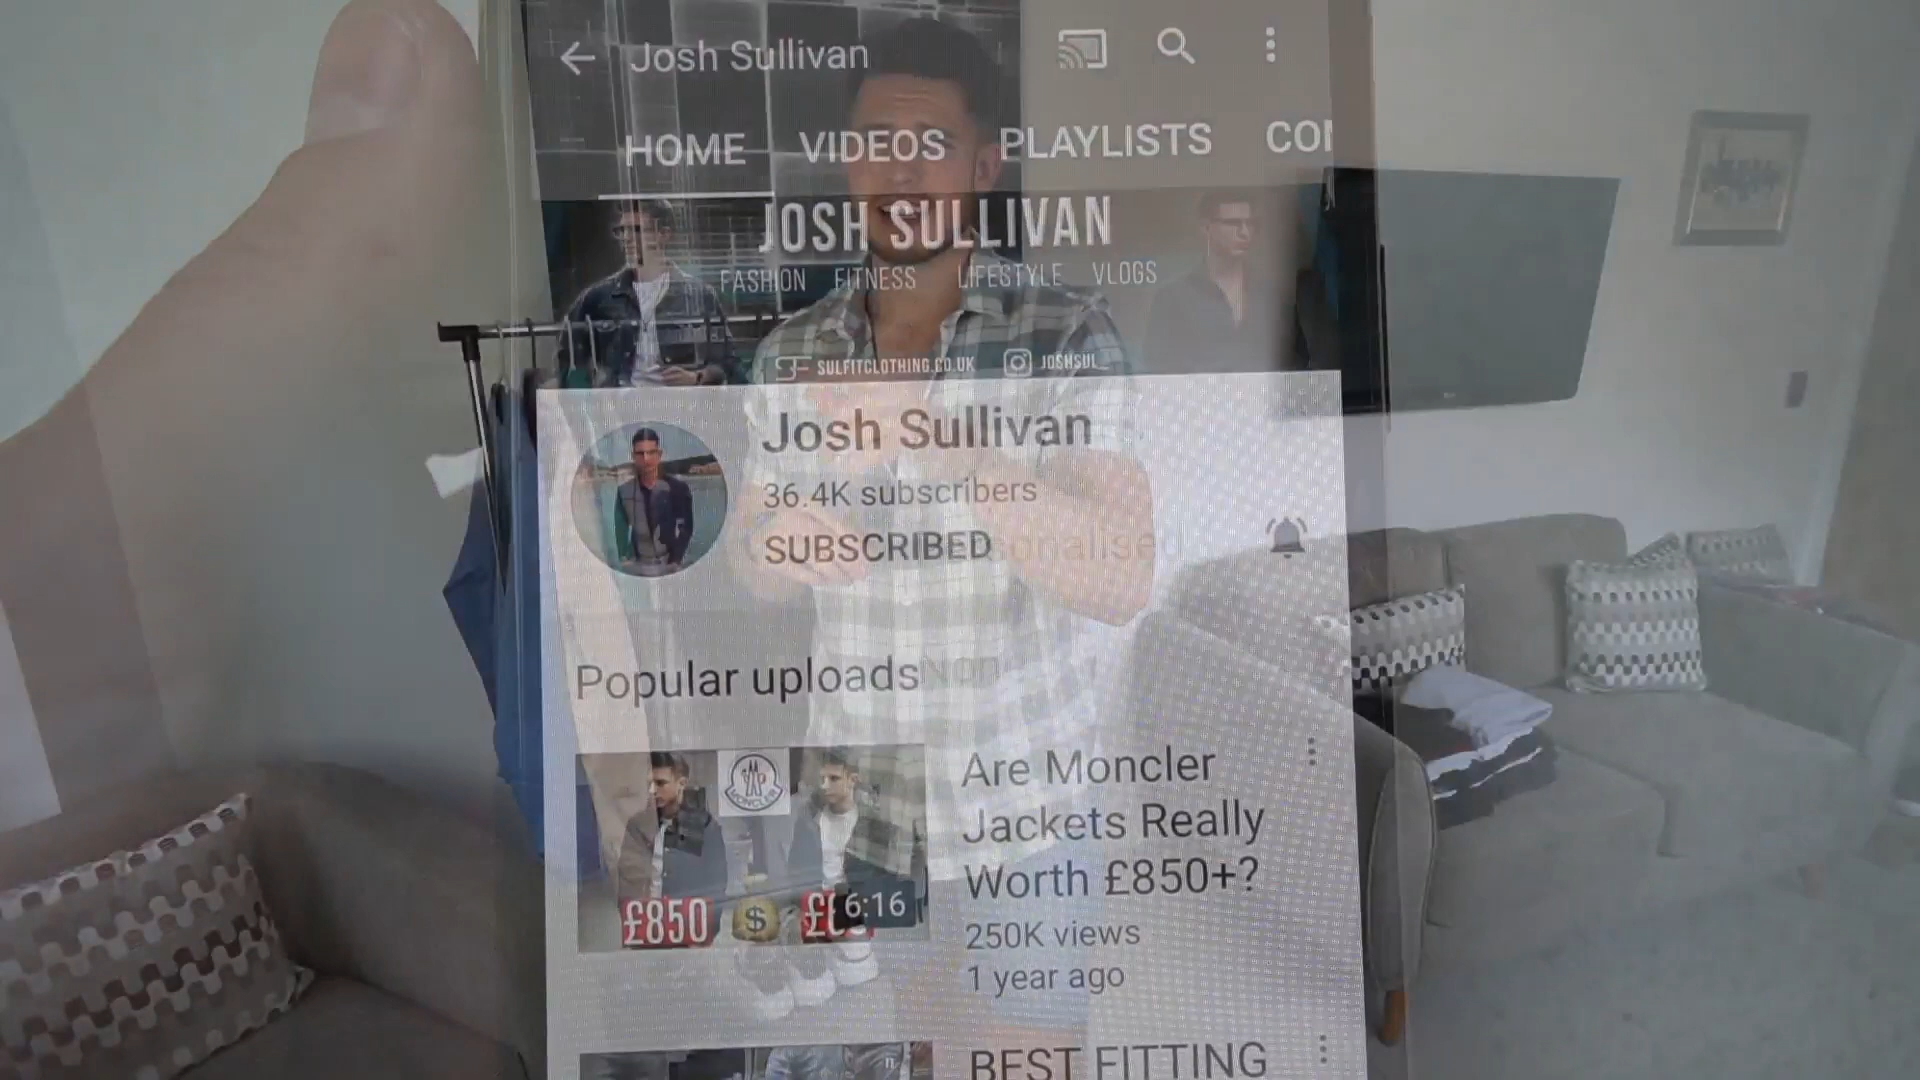 Josh Sullivan
HOME VIDEOS PLAYLISTS
JOSH SULLIVAN
FASHION FITNESS LIFESTYLE VLOGS
SULFITCLOTHING.CO.UK JOSHSUL_
Josh Sullivan
36.4K subscribers
SUBSCRIBED
Popular uploads
MONCLER
Are Moncler
Jackets Really
Worth £850+?
£850
6:16
250K views
1 year ago
BEST FITTING